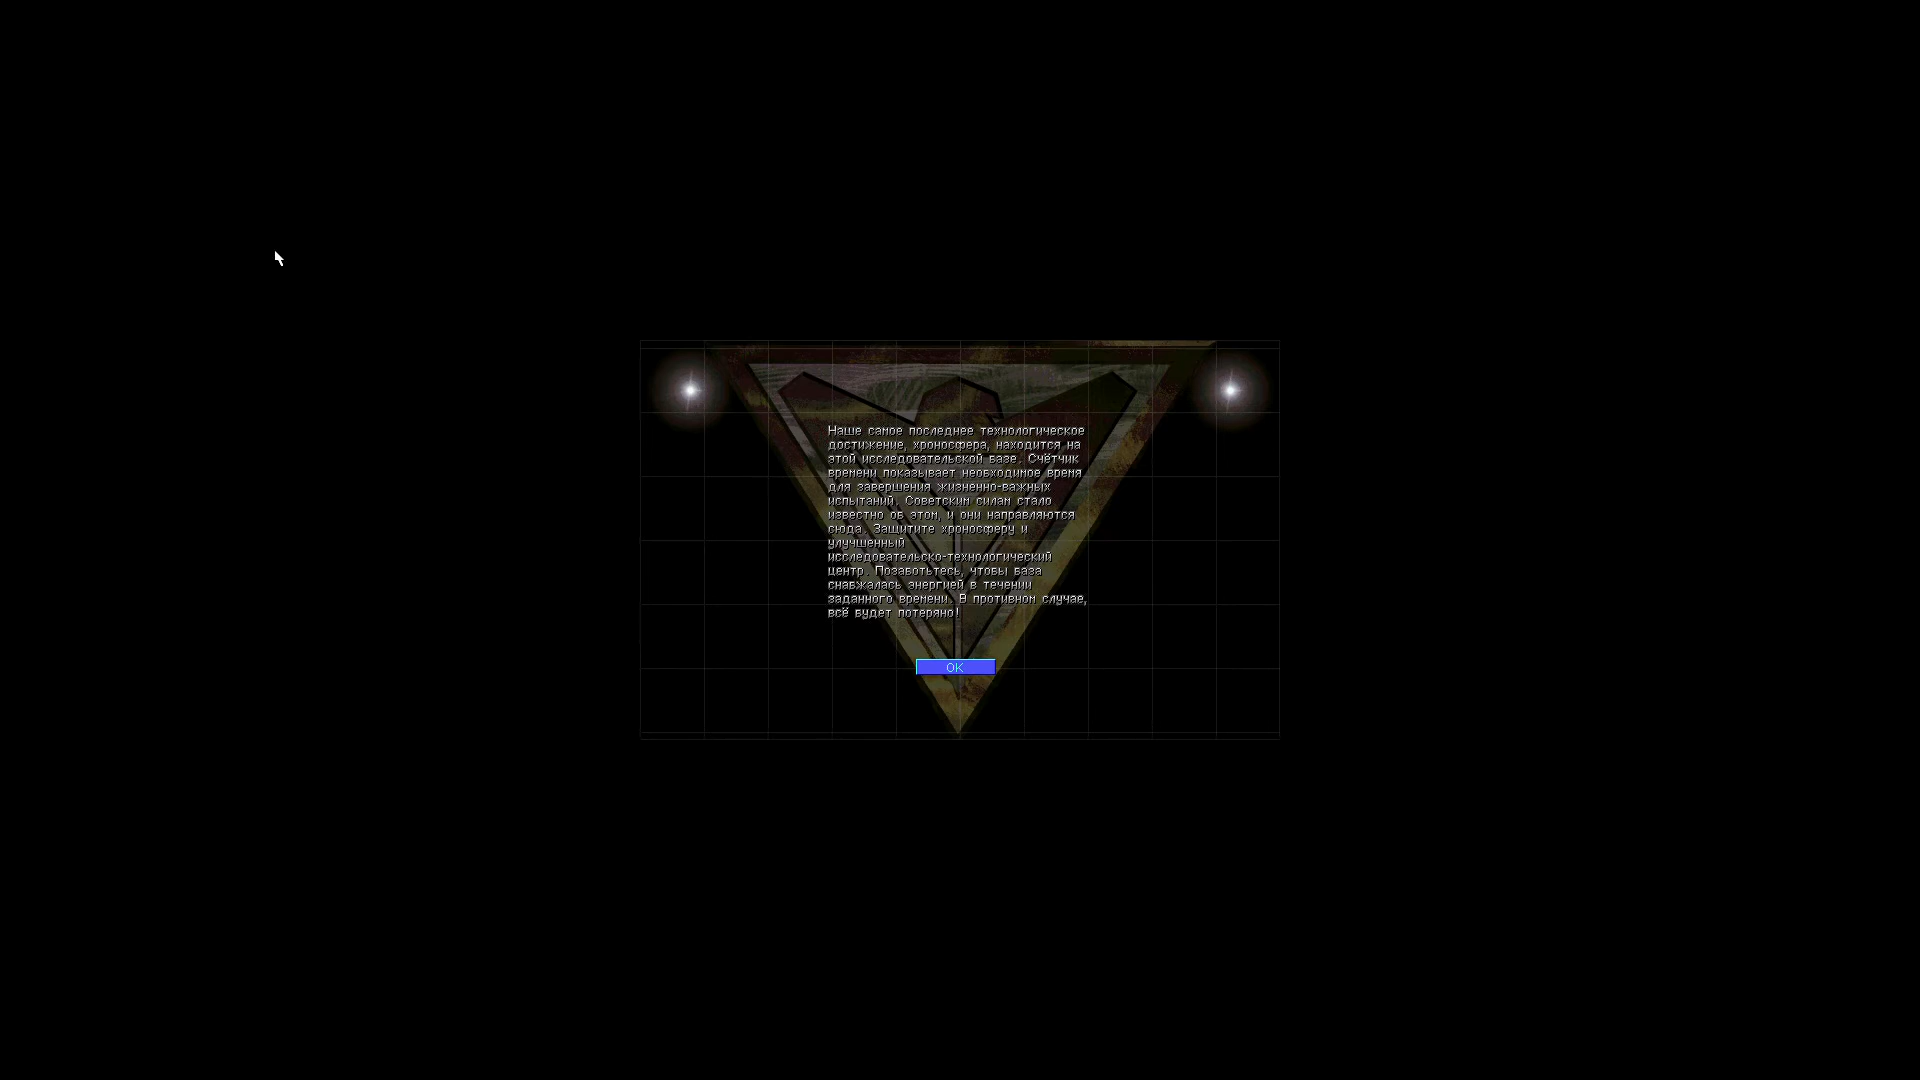 Наше самое последнее технологическое
достижение, хроносфера, находится на
этой исследовательской базе. Счётчик
времени показывает необходимое время
для завершения жизненно-важных
испытаний. Советским силам стало
известно об этом, и они направляются
сюда. Защитите хроносферу и
улучшенный
исследовательско-технологический
центр. Позавотьтесь, чтобы база
снабжалась энергией в течении
заданного времени. В противном случае,
всё будет потеряно!
OK